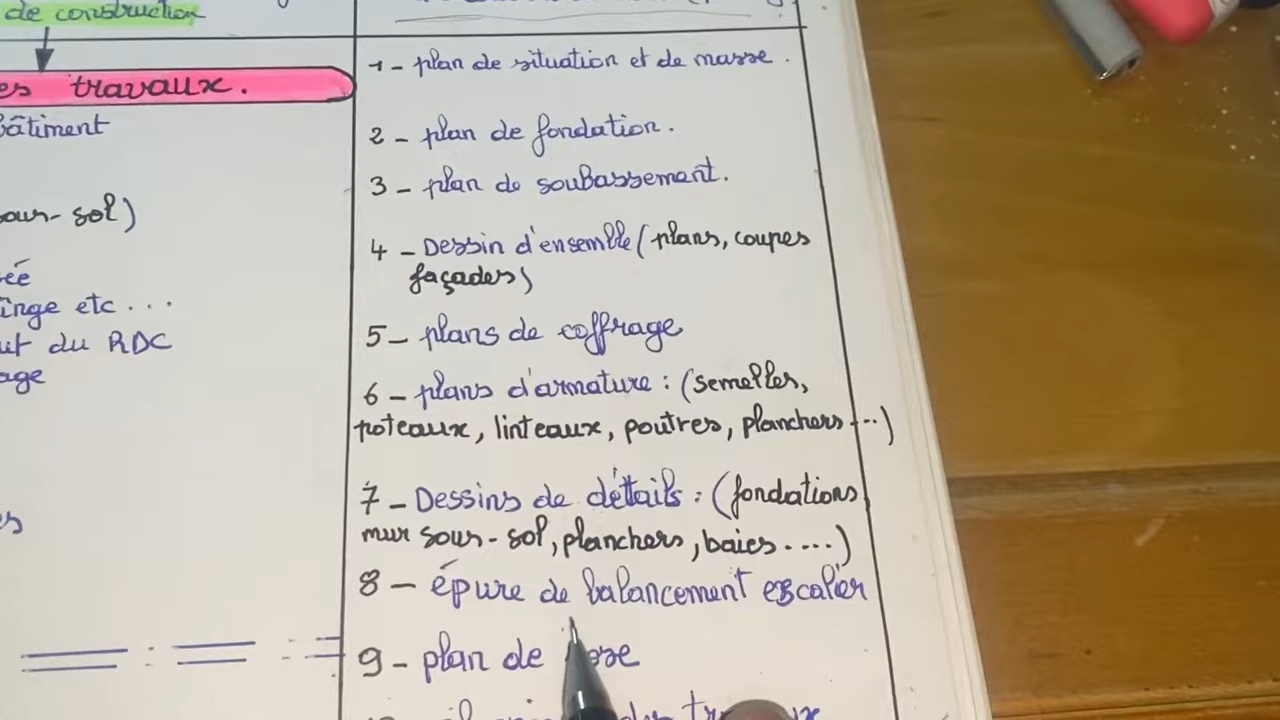 de construction
es travaux.
bâtiment
ous-sol)
ée
înge etc...
ut du RDC
age
es
1- plan de situation et de masse.
2- plan de fondation.
3- plan de soubassement.
4- Dessin d'ensemble (plans, coupes
façades)
5- plans de coffrage
6- plans d'armature : (semelles,
poteaux, linteaux, poutres, planchers...)
7- Dessins de détails : (fondations
mur sous-sol, planchers, baies.....)
8- épure de balancement escalier
9- plan de